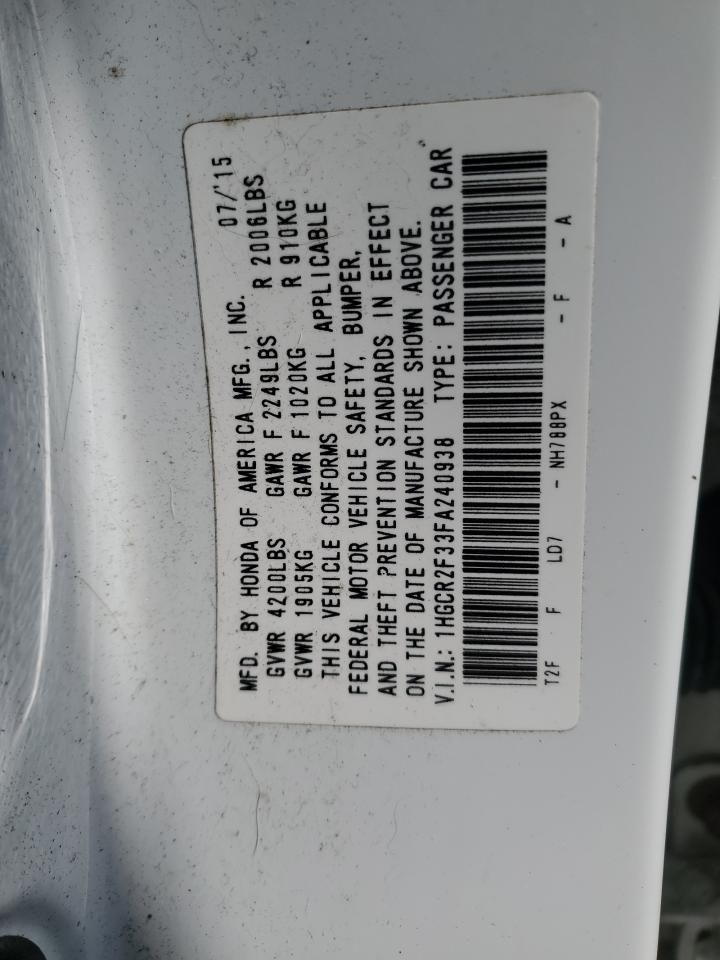 MFD. BY HONDA OF AMERICA MFG., INC. 07/'15
GVWR 4200LBS GAWR F 2249LBS R 2006LBS
GVWR 1905KG GAWR F 1020KG R 910KG
THIS VEHICLE CONFORMS TO ALL APPLICABLE
FEDERAL MOTOR VEHICLE SAFETY, BUMPER,
AND THEFT PREVENTION STANDARDS IN EFFECT
ON THE DATE OF MANUFACTURE SHOWN ABOVE.
V.I.N.: 1HGCR2F33FA240938 TYPE: PASSENGER CAR
T2F F LD7 - NH788PX - F - A